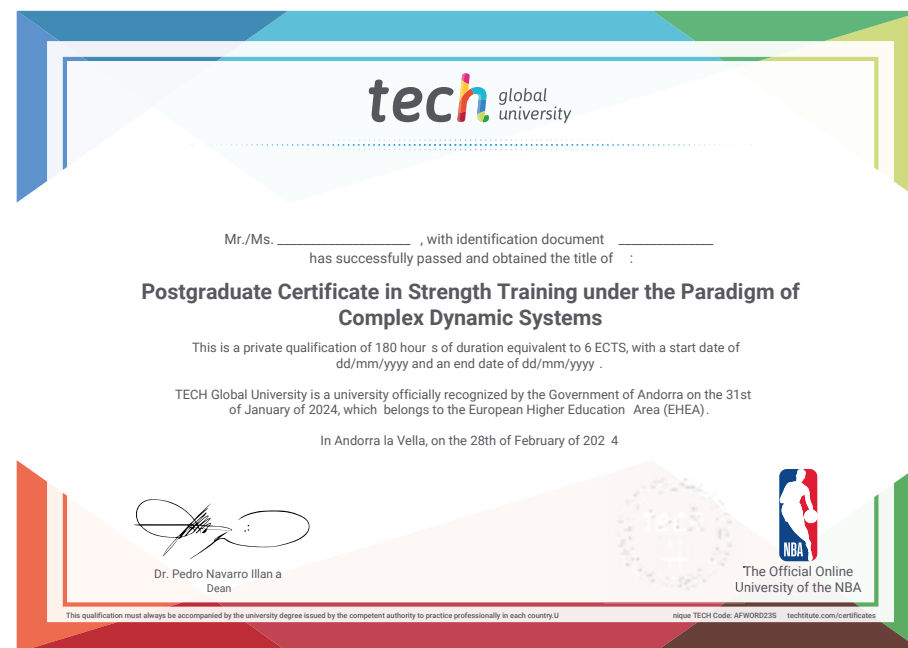 tech global university
Mr./Ms. _____________________ , with identification document _______________
has successfully passed and obtained the title of :
Postgraduate Certificate in Strength Training under the Paradigm of
Complex Dynamic Systems
This is a private qualification of 180 hour s of duration equivalent to 6 ECTS, with a start date of
dd/mm/yyyy and an end date of dd/mm/yyyy .
TECH Global University is a university officially recognized by the Government of Andorra on the 31st
of January of 2024, which belongs to the European Higher Education Area (EHEA).
In Andorra la Vella, on the 28th of February of 202 4
NBA
Dr. Pedro Navarro Illan a
Dean
The Official Online
University of the NBA
This qualification must always be accompanied by the university degree issued by the competent authority to practice professionally in each country.U nique TECH Code: AFWORD23S techtitute.com/certificates